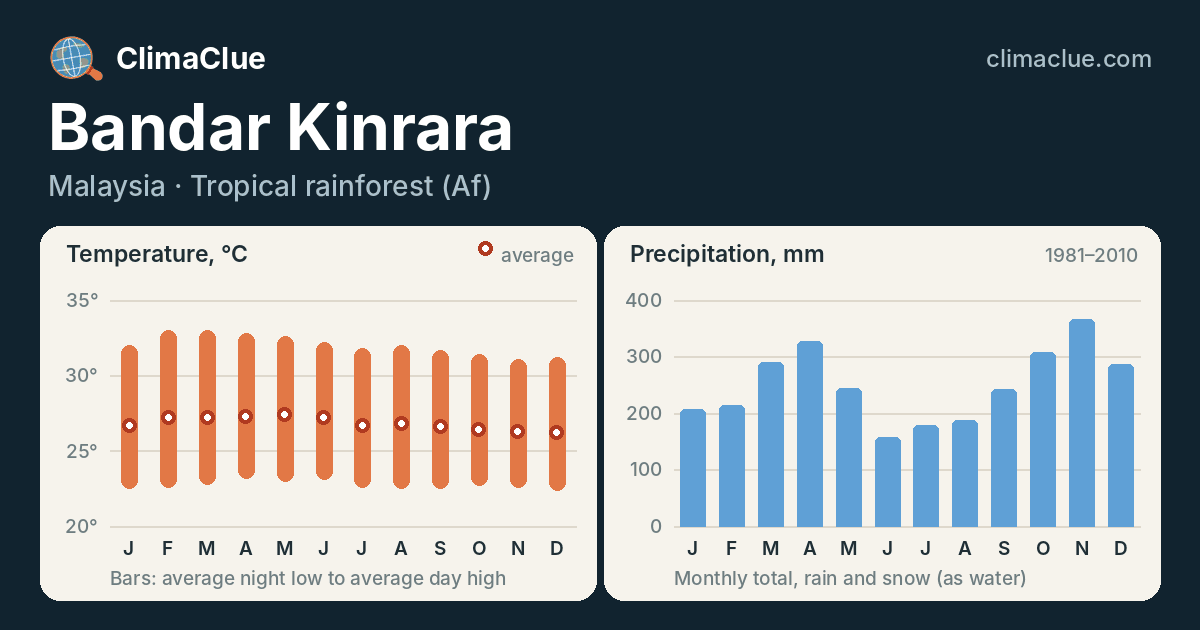 ClimaClue
climaclue.com
Bandar Kinrara
Malaysia · Tropical rainforest (Af)
Temperature, °C
average
35°
30°
25°
20°
J F M A M J J A S O N D
Bars: average night low to average day high
Precipitation, mm
1981–2010
400
300
200
100
0
J F M A M J J A S O N D
Monthly total, rain and snow (as water)